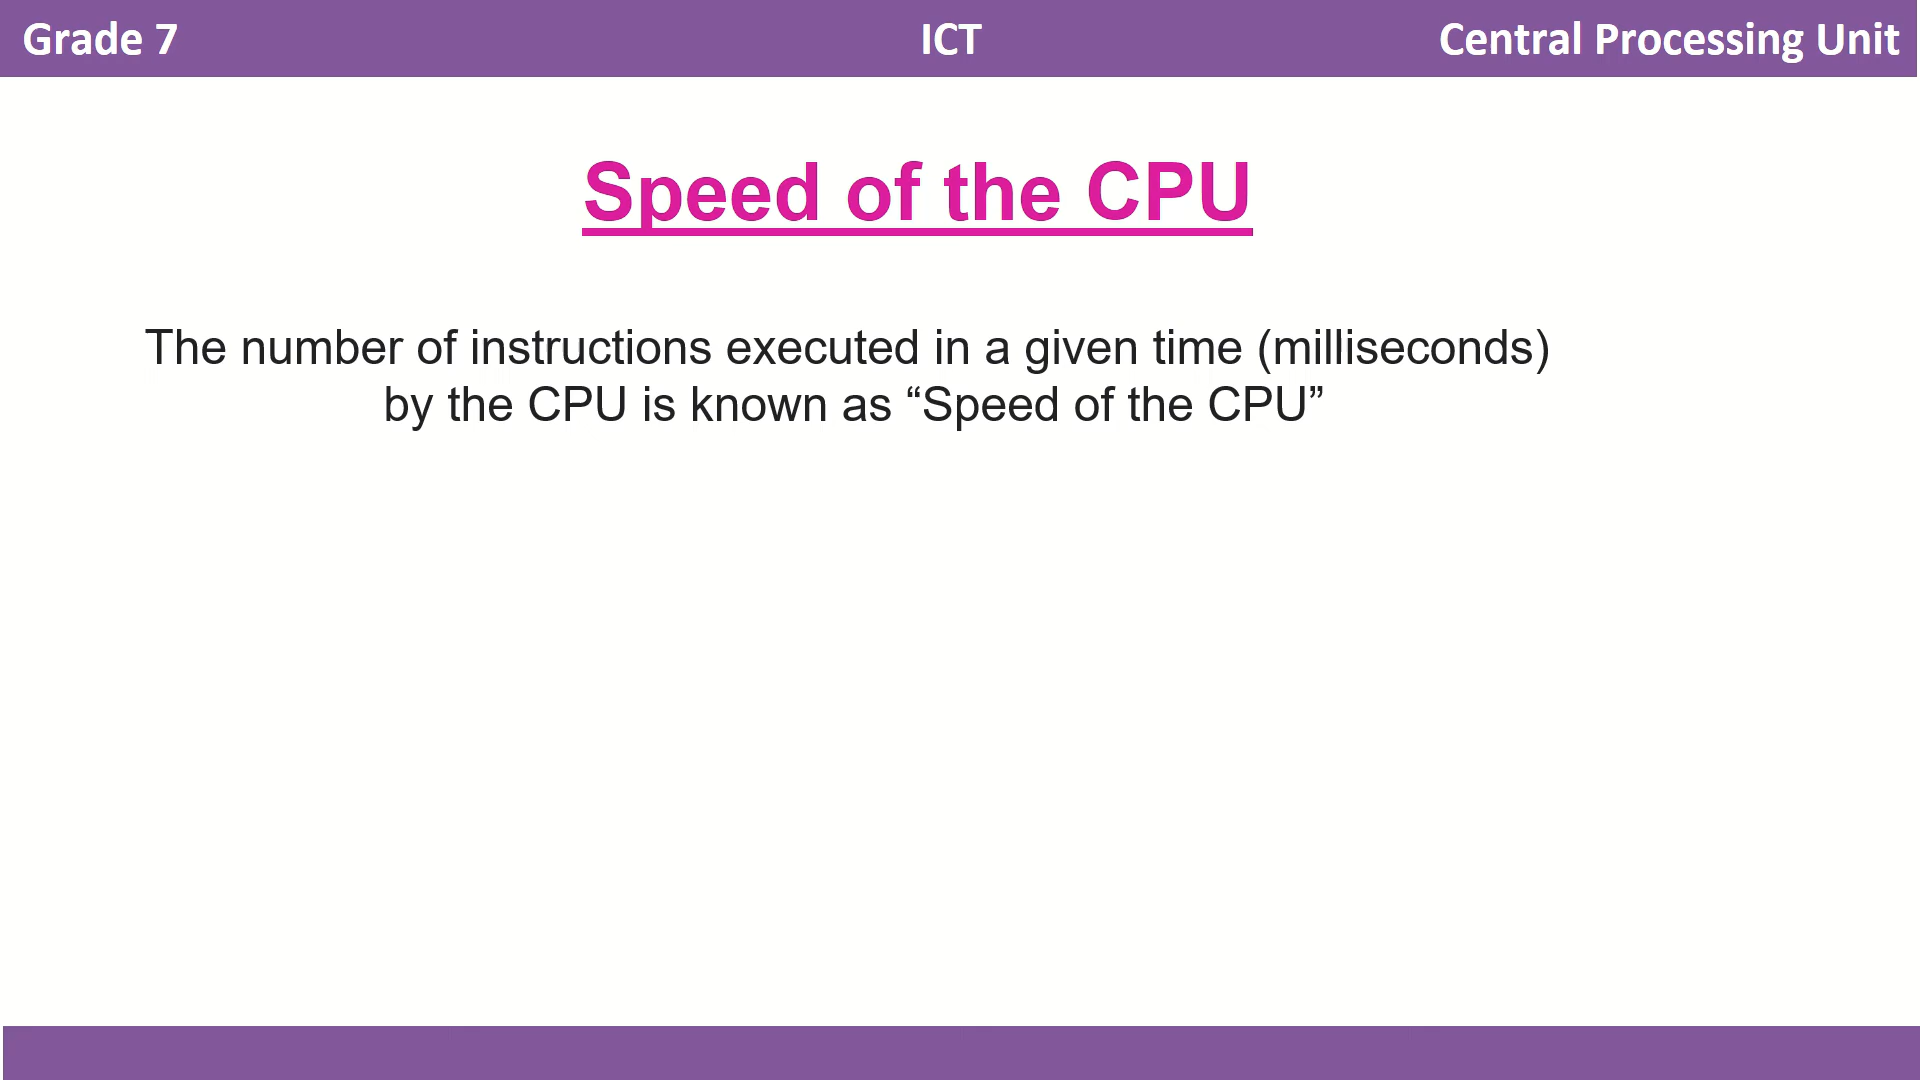 Grade 7 ICT Central Processing Unit
Speed of the CPU
The number of instructions executed in a given time (milliseconds)
by the CPU is known as “Speed of the CPU”